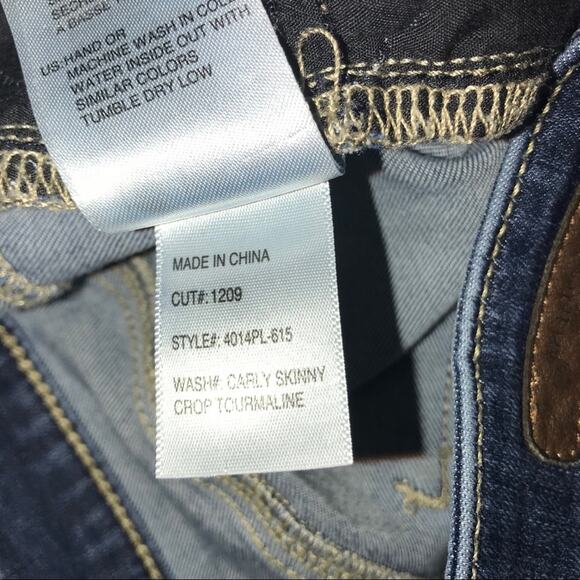 A BASSE
US-HAND OR
MACHINE WASH IN COLD
WATER INSIDE OUT WITH
SIMILAR COLORS
TUMBLE DRY LOW
MADE IN CHINA
CUT#: 1209
STYLE#: 4014PL-615
WASH#: CARLY SKINNY
CROP TOURMALINE